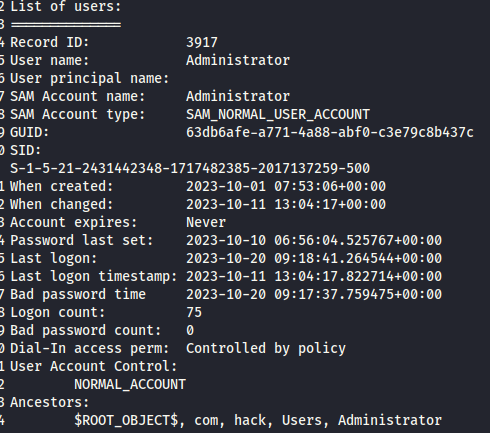 2 List of users:
3 ==============
4 Record ID: 3917
5 User name: Administrator
6 User principal name:
7 SAM Account name: Administrator
8 SAM Account type: SAM_NORMAL_USER_ACCOUNT
9 GUID: 63db6afe-a771-4a88-abf0-c3e79c8b437c
0 SID:
S-1-5-21-2431442348-1717482385-2017137259-500
1 When created: 2023-10-01 07:53:06+00:00
2 When changed: 2023-10-11 13:04:17+00:00
3 Account expires: Never
4 Password last set: 2023-10-10 06:56:04.525767+00:00
5 Last logon: 2023-10-20 09:18:41.264544+00:00
6 Last logon timestamp: 2023-10-11 13:04:17.822714+00:00
7 Bad password time 2023-10-20 09:17:37.759475+00:00
8 Logon count: 75
9 Bad password count: 0
0 Dial-In access perm: Controlled by policy
1 User Account Control:
2 NORMAL_ACCOUNT
3 Ancestors:
4 $ROOT_OBJECT$, com, hack, Users, Administrator